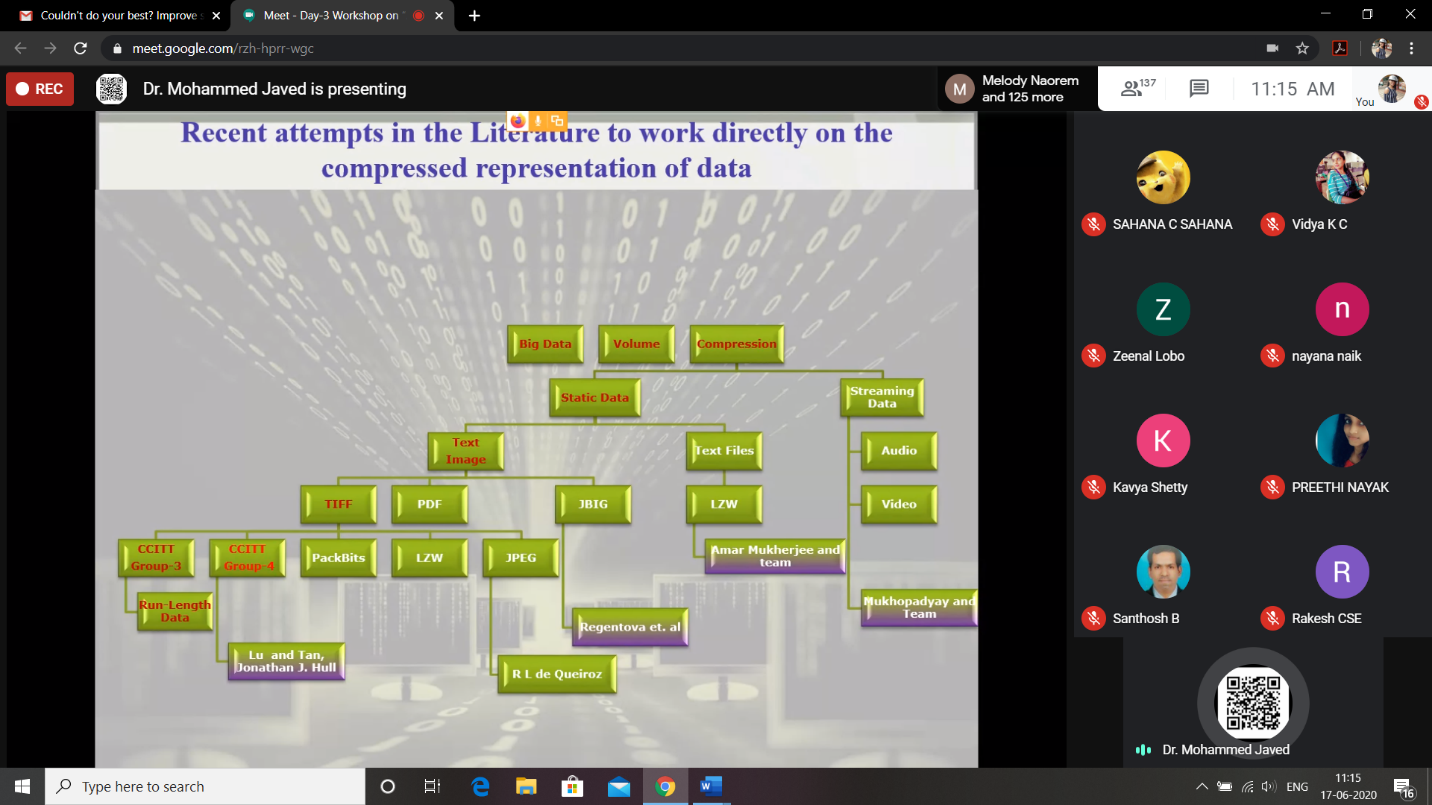 Couldn't do your best? Improve s
Meet - Day-3 Workshop on "
meet.google.com/rzh-hprr-wgc
REC
Dr. Mohammed Javed is presenting
M
Melody Naorem
and 125 more
137
11:15 AM
You
Recent attempts in the Literature to work directly on the
compressed representation of data
Big Data
Volume
Compression
Static Data
Streaming
Data
Text
Image
Text Files
Audio
TIFF
PDF
JBIG
LZW
Video
CCITT
Group-3
CCITT
Group-4
PackBits
LZW
JPEG
Amar Mukherjee and
team
Run-Length
Data
Mukhopadyay and
Team
Regentova et. al
Lu and Tan,
Jonathan J. Hull
R L de Queiroz
SAHANA C SAHANA
Vidya K C
Z
n
Zeenal Lobo
nayana naik
K
Kavya Shetty
PREETHI NAYAK
R
Santhosh B
Rakesh CSE
Dr. Mohammed Javed
Type here to search
ENG
11:15
17-06-2020
16